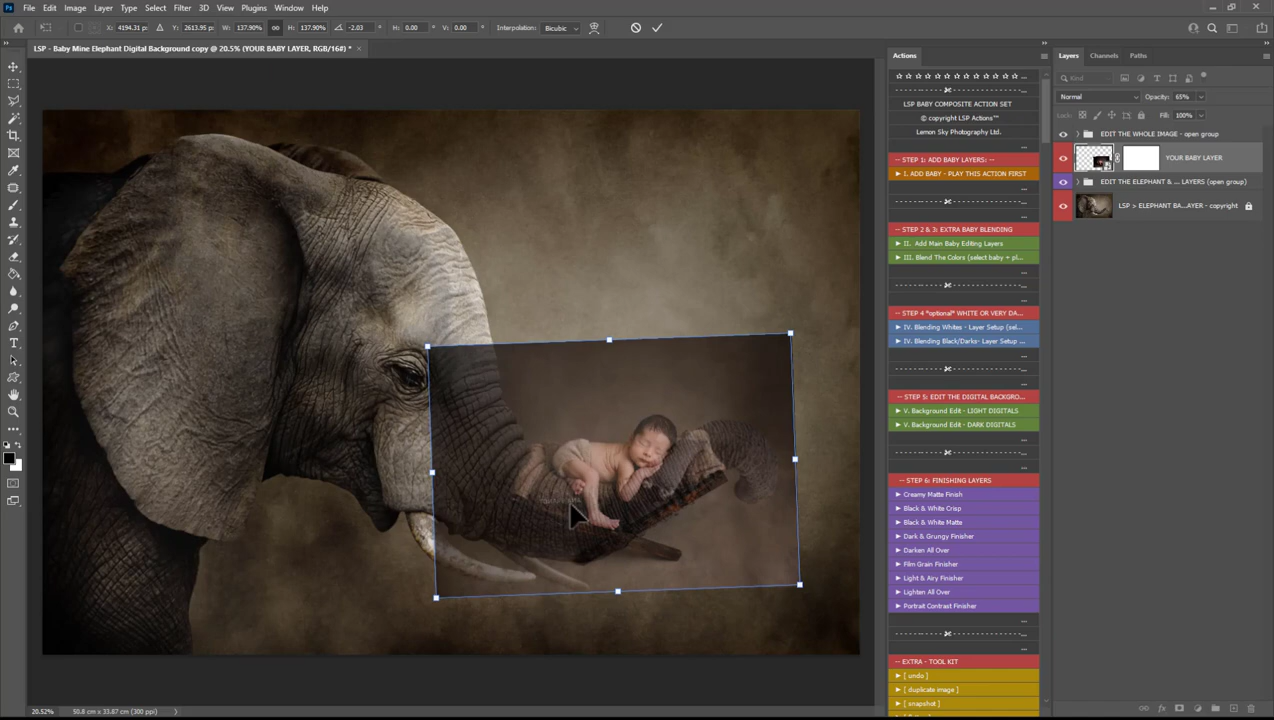 File Edit Image Layer Type Select Filter 3D View Plugins Window Help
X: 4194.31 p: Y: 2613.95 p: W: 137.90% H: 137.90% -2.03 ° H: 0.00 ° V: 0.00 ° Interpolation: Bicubic
LSP - Baby Mine Elephant Digital Background copy @ 20.5% (YOUR BABY LAYER, RGB/16#) * ×
Actions
LSP BABY COMPOSITE ACTION SET
© copyright LSP Actions™
Lemon Sky Photography Ltd.
-- STEP 1: ADD BABY LAYERS: --
I. ADD BABY - PLAY THIS ACTION FIRST
-- STEP 2 & 3: EXTRA BABY BLENDING
II. Add Main Baby Editing Layers
III. Blend The Colors (select baby + pl...
-- STEP 4 *optional* WHITE OR VERY DA...
IV. Blending Whites - Layer Setup (sel...
IV. Blending Black/Darks- Layer Setup ...
-- STEP 5: EDIT THE DIGITAL BACKGRO...
V. Background Edit - LIGHT DIGITALS
V. Background Edit - DARK DIGITALS
-- STEP 6: FINISHING LAYERS
Creamy Matte Finish
Black & White Crisp
Black & White Matte
Dark & Grungy Finisher
Darken All Over
Film Grain Finisher
Light & Airy Finisher
Lighten All Over
Portrait Contrast Finisher
EXTRA - TOOL KIT
[ undo ]
[ duplicate image ]
[ snapshot ]
Layers Channels Paths
Kind
Normal Opacity: 65%
Lock: Fill: 100%
EDIT THE WHOLE IMAGE - open group
YOUR BABY LAYER
EDIT THE ELEPHANT & ... LAYERS (open group)
LSP > ELEPHANT BA...AYER - copyright
20.52% 50.8 cm x 33.87 cm (300 ppi)